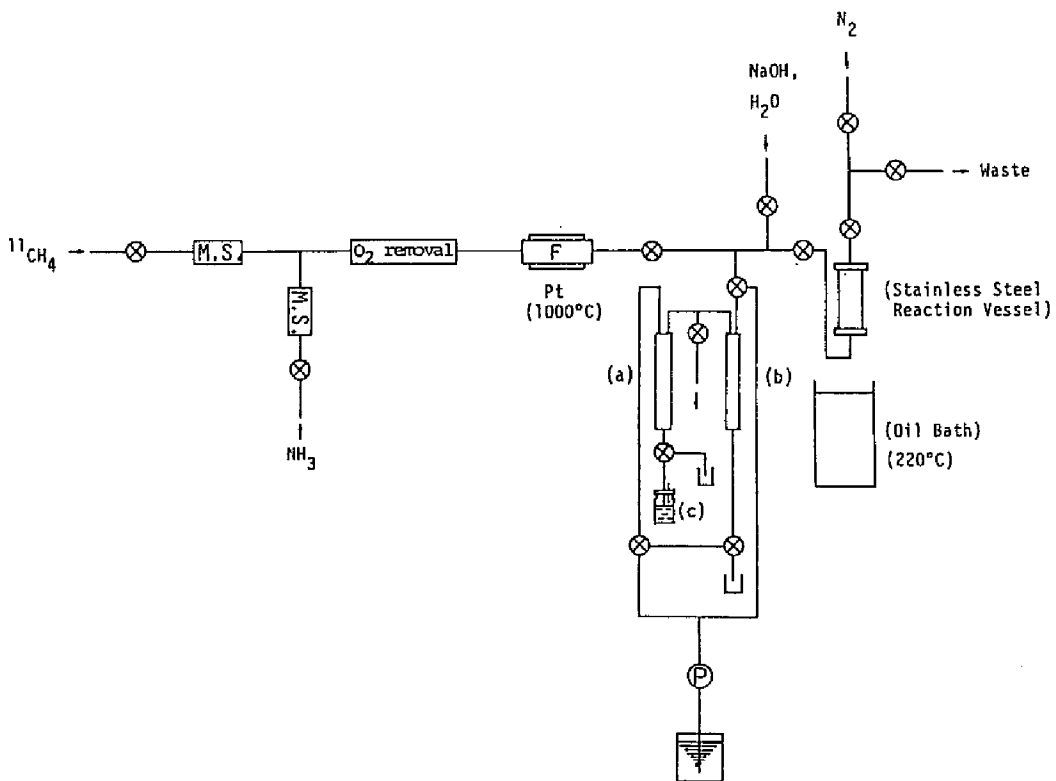 N2
NaOH,
H2O
Waste
11CH4
M.S.
O2 removal
F
Pt
(1000°C)
M.S.
NH3
(Stainless Steel
Reaction Vessel)
(a)
(b)
(Oil Bath)
(220°C)
(c)
P